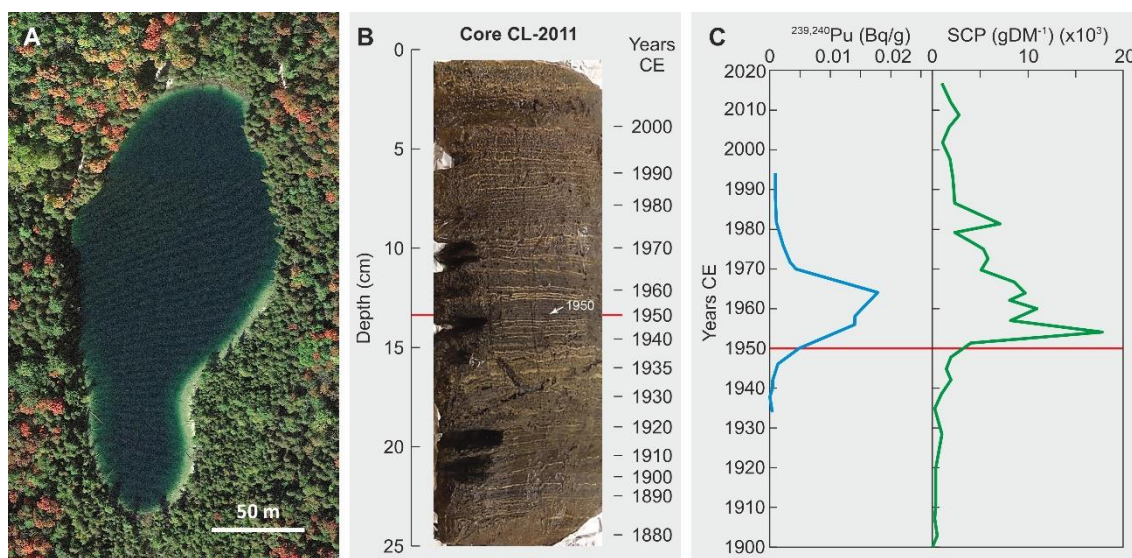 A
50 m
B
Core CL-2011
Years
CE
Depth (cm)
0
5
10
15
20
25
2000
1990
1980
1970
1960
1950
1940
1935
1930
1920
1910
1900
1890
1880
1950
C
²³⁹,²⁴⁰Pu (Bq/g)
0 0.01 0.02
SCP (gDM⁻¹) (x10³)
0 10 20
Years CE
2020
2010
2000
1990
1980
1970
1960
1950
1940
1930
1920
1910
1900